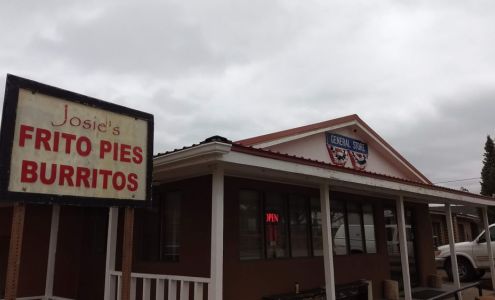 Josie's
FRITO PIES
BURRITOS
GENERAL STORE
OPEN